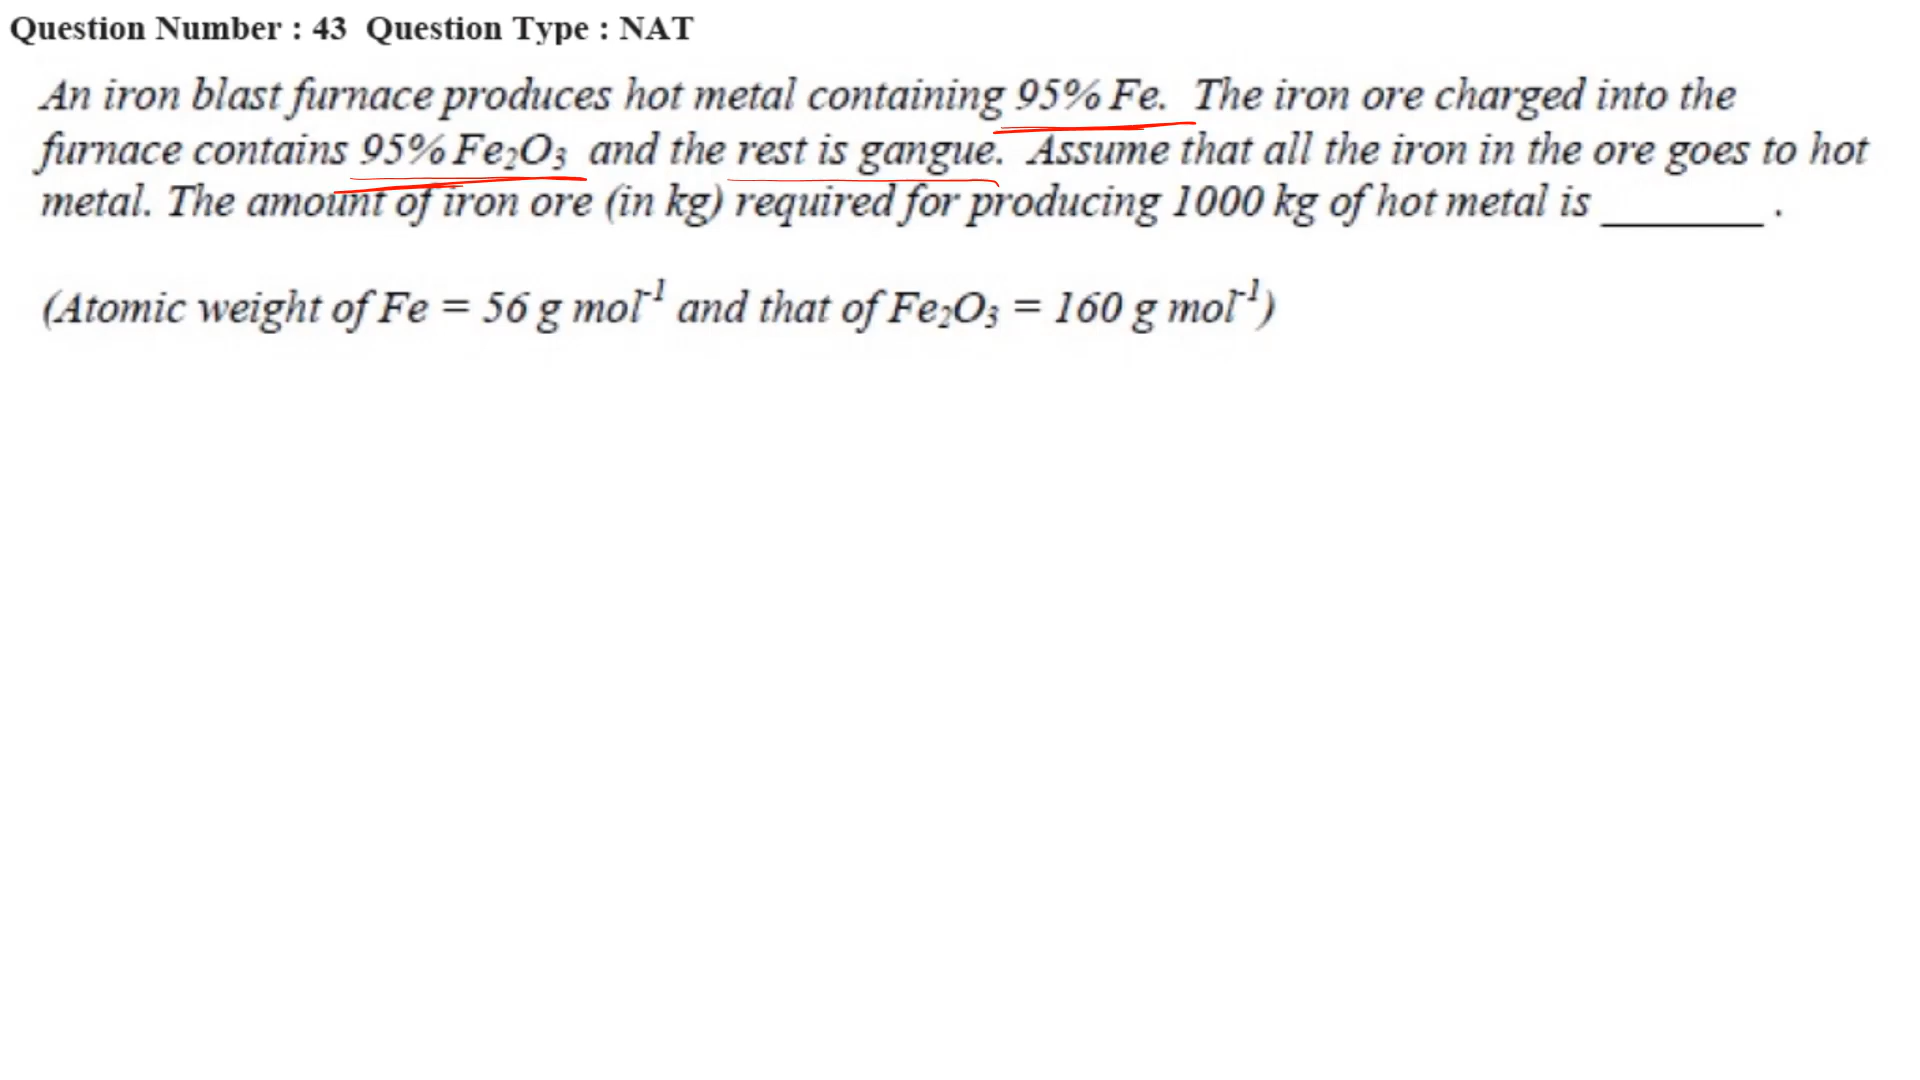 Question Number : 43 Question Type : NAT
An iron blast furnace produces hot metal containing 95% Fe. The iron ore charged into the
furnace contains 95% Fe₂O₃ and the rest is gangue. Assume that all the iron in the ore goes to hot
metal. The amount of iron ore (in kg) required for producing 1000 kg of hot metal is ________ .
(Atomic weight of Fe = 56 g mol⁻¹ and that of Fe₂O₃ = 160 g mol⁻¹)